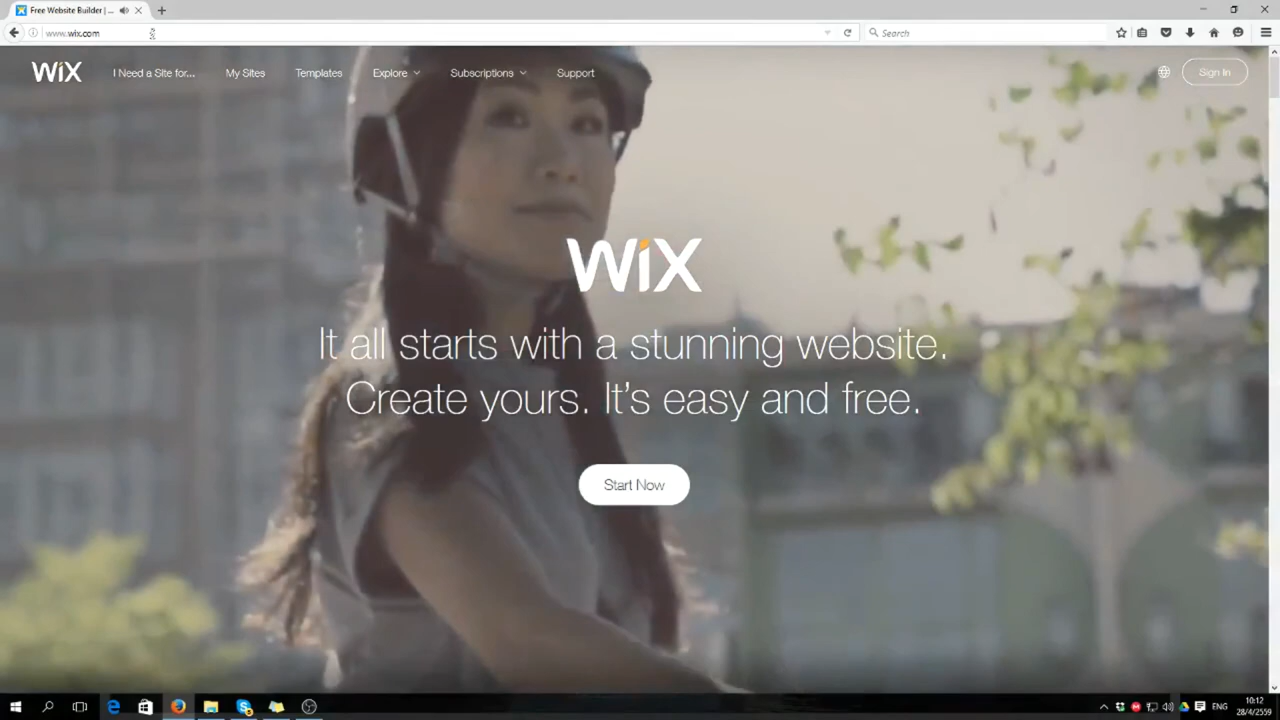 Free Website Builder | ...
www.wix.com
Search
WiX
I Need a Site for...
My Sites
Templates
Explore
Subscriptions
Support
Sign In
WiX
It all starts with a stunning website.
Create yours. It's easy and free.
Start Now
ENG
10:12
28/4/2559